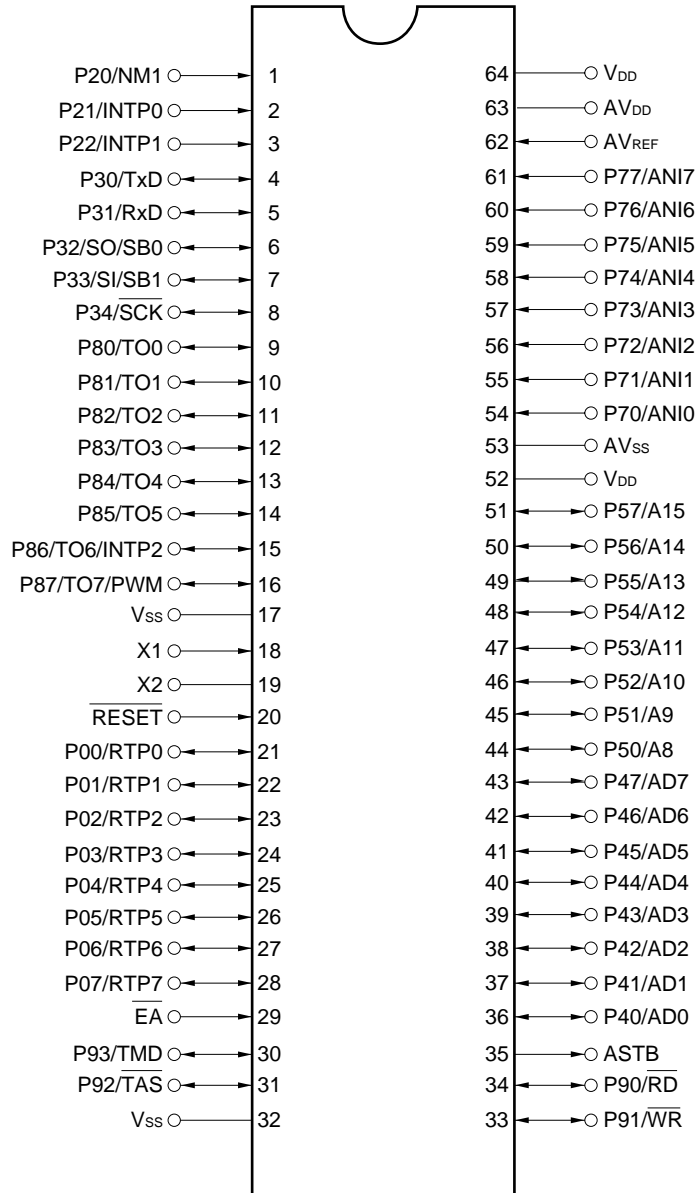 P20/NM1 1 64 VDD
P21/INTP0 2 63 AVDD
P22/INTP1 3 62 AVREF
P30/TxD 4 61 P77/ANI7
P31/RxD 5 60 P76/ANI6
P32/SO/SB0 6 59 P75/ANI5
P33/SI/SB1 7 58 P74/ANI4
P34/S̅C̅K̅ 8 57 P73/ANI3
P80/TO0 9 56 P72/ANI2
P81/TO1 10 55 P71/ANI1
P82/TO2 11 54 P70/ANI0
P83/TO3 12 53 AVSS
P84/TO4 13 52 VDD
P85/TO5 14 51 P57/A15
P86/TO6/INTP2 15 50 P56/A14
P87/TO7/PWM 16 49 P55/A13
VSS 17 48 P54/A12
X1 18 47 P53/A11
X2 19 46 P52/A10
R̅E̅S̅E̅T̅ 20 45 P51/A9
P00/RTP0 21 44 P50/A8
P01/RTP1 22 43 P47/AD7
P02/RTP2 23 42 P46/AD6
P03/RTP3 24 41 P45/AD5
P04/RTP4 25 40 P44/AD4
P05/RTP5 26 39 P43/AD3
P06/RTP6 27 38 P42/AD2
P07/RTP7 28 37 P41/AD1
E̅A̅ 29 36 P40/AD0
P93/TMD 30 35 ASTB
P92/T̅A̅S̅ 31 34 P90/R̅D̅
VSS 32 33 P91/W̅R̅